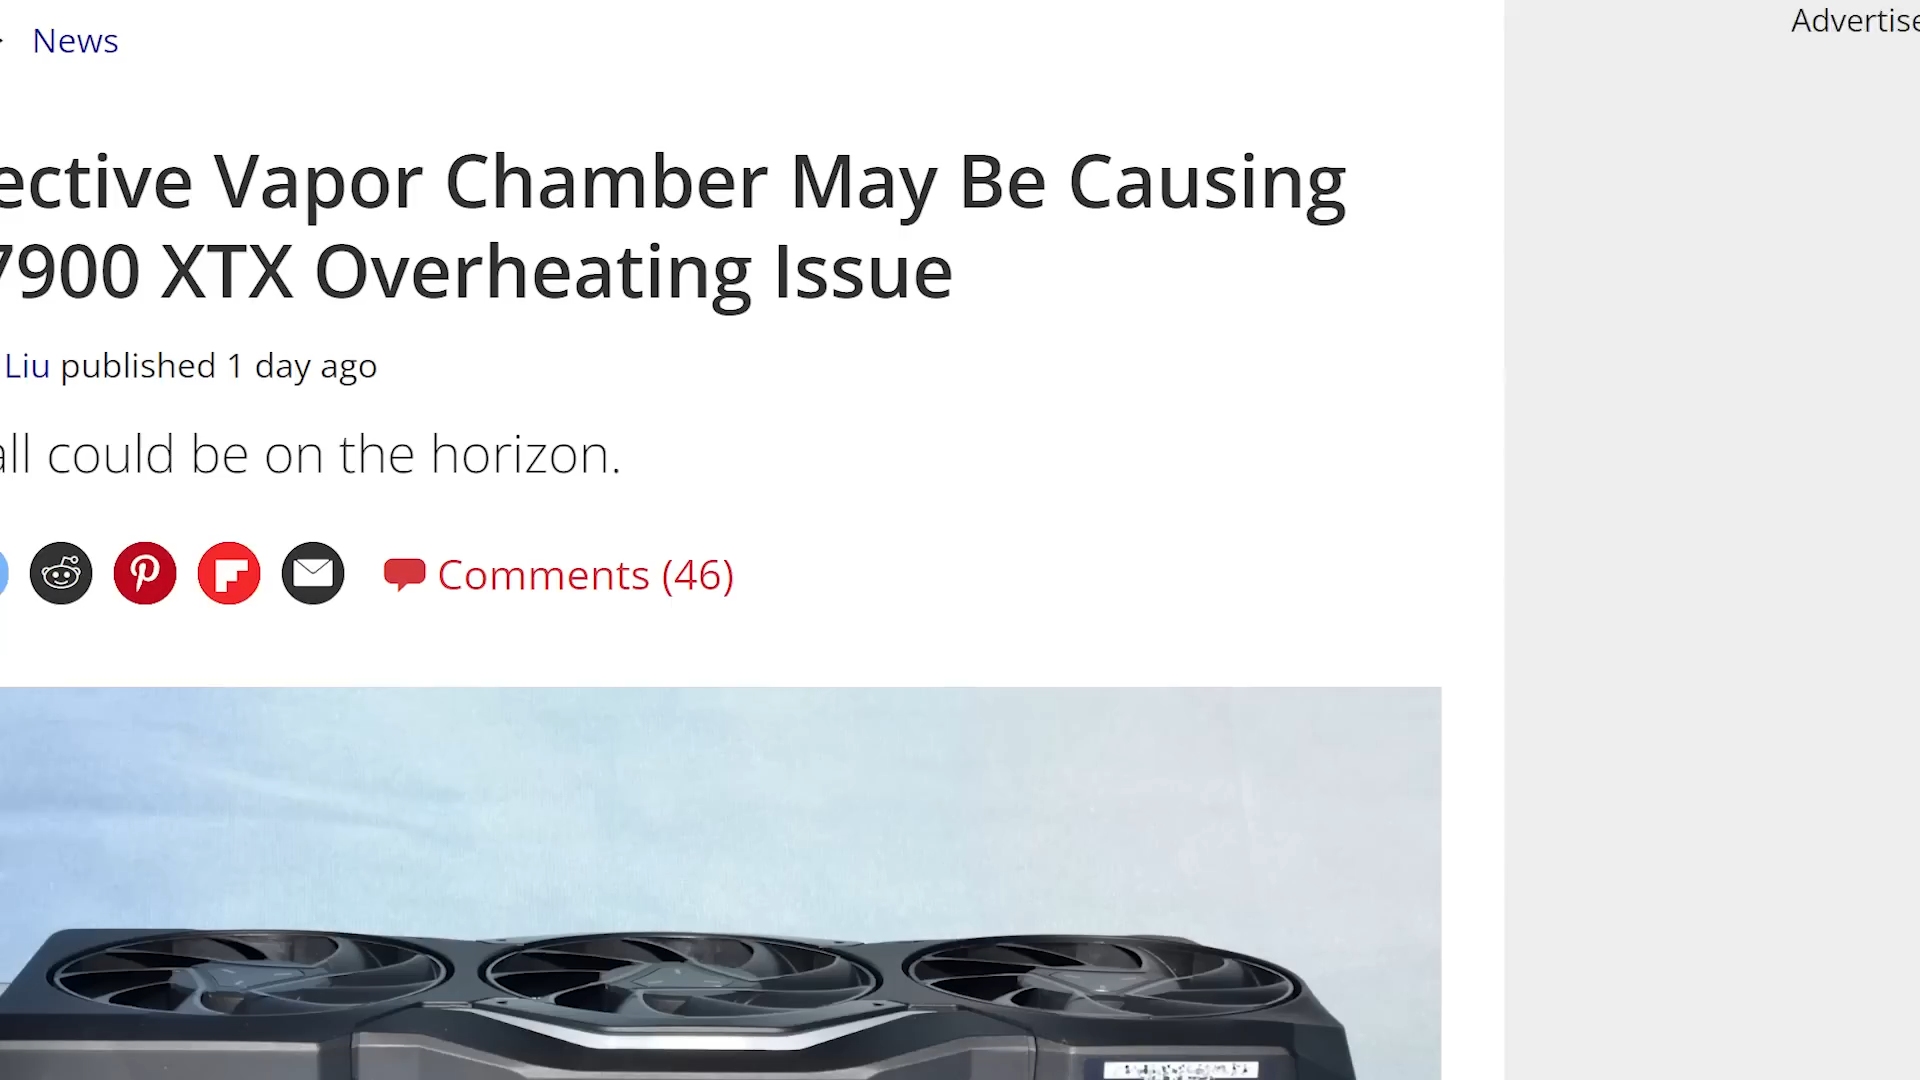 News
Advertise
ective Vapor Chamber May Be Causing
7900 XTX Overheating Issue
Liu published 1 day ago
all could be on the horizon.
Comments (46)